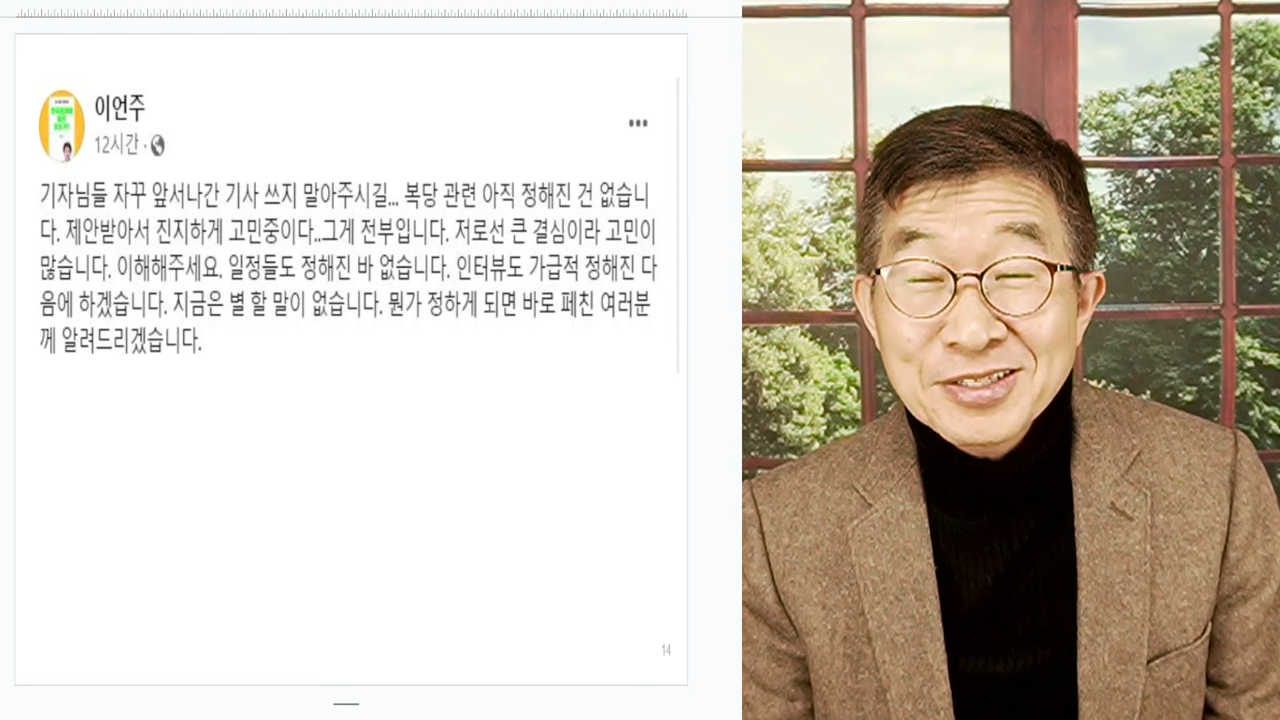 이언주
12시간 ·
기자님들 자꾸 앞서나간 기사 쓰지 말아주시길... 복당 관련 아직 정해진 건 없습니
다. 제안받아서 진지하게 고민중이다..그게 전부입니다. 저로선 큰 결심이라 고민이
많습니다. 이해해주세요. 일정들도 정해진 바 없습니다. 인터뷰도 가급적 정해진 다
음에 하겠습니다. 지금은 별 할 말이 없습니다. 뭔가 정하게 되면 바로 페친 여러분
께 알려드리겠습니다.
14